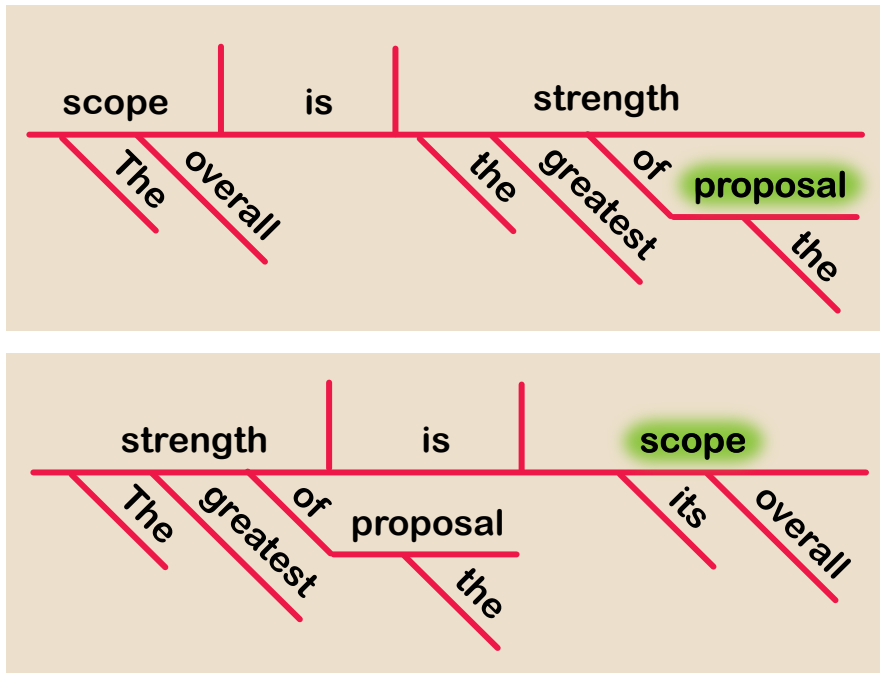 scope is strength
The overall the greatest of proposal
the
strength is scope
The greatest of proposal its overall
the